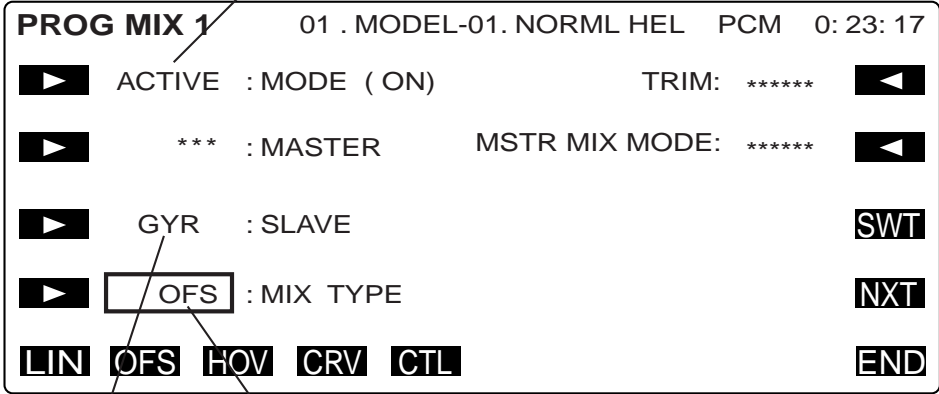 PROG MIX 1 01 . MODEL-01. NORML HEL PCM 0: 23: 17
ACTIVE : MODE ( ON) TRIM: ******
*** : MASTER MSTR MIX MODE: ******
GYR : SLAVE SWT
OFS : MIX TYPE NXT
LIN OFS HOV CRV CTL END